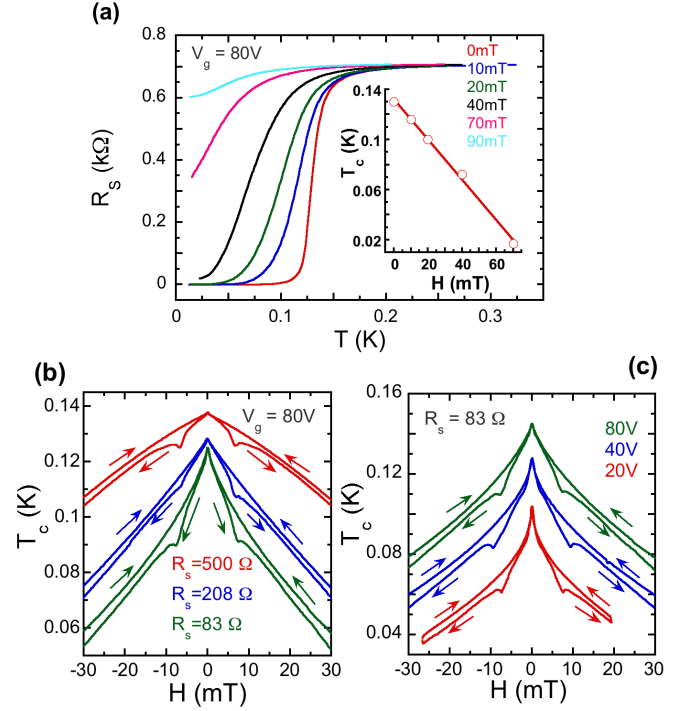 (a)
V_g = 80V
0mT
10mT
20mT
40mT
70mT
90mT
R_S (kΩ)
0.8
0.6
0.4
0.2
0
0
0.1
0.2
0.3
T (K)
T_c (K)
0.14
0.1
0.06
0.02
0
20
40
60
H (mT)
(b)
V_g = 80V
T_c (K)
0.14
0.12
0.1
0.08
0.06
R_s=500 Ω
R_s=208 Ω
R_s=83 Ω
-30
-20
-10
0
10
20
30
H (mT)
(c)
R_s = 83 Ω
80V
40V
20V
T_c (K)
0.16
0.12
0.08
0.04
-30
-20
-10
0
10
20
30
H (mT)